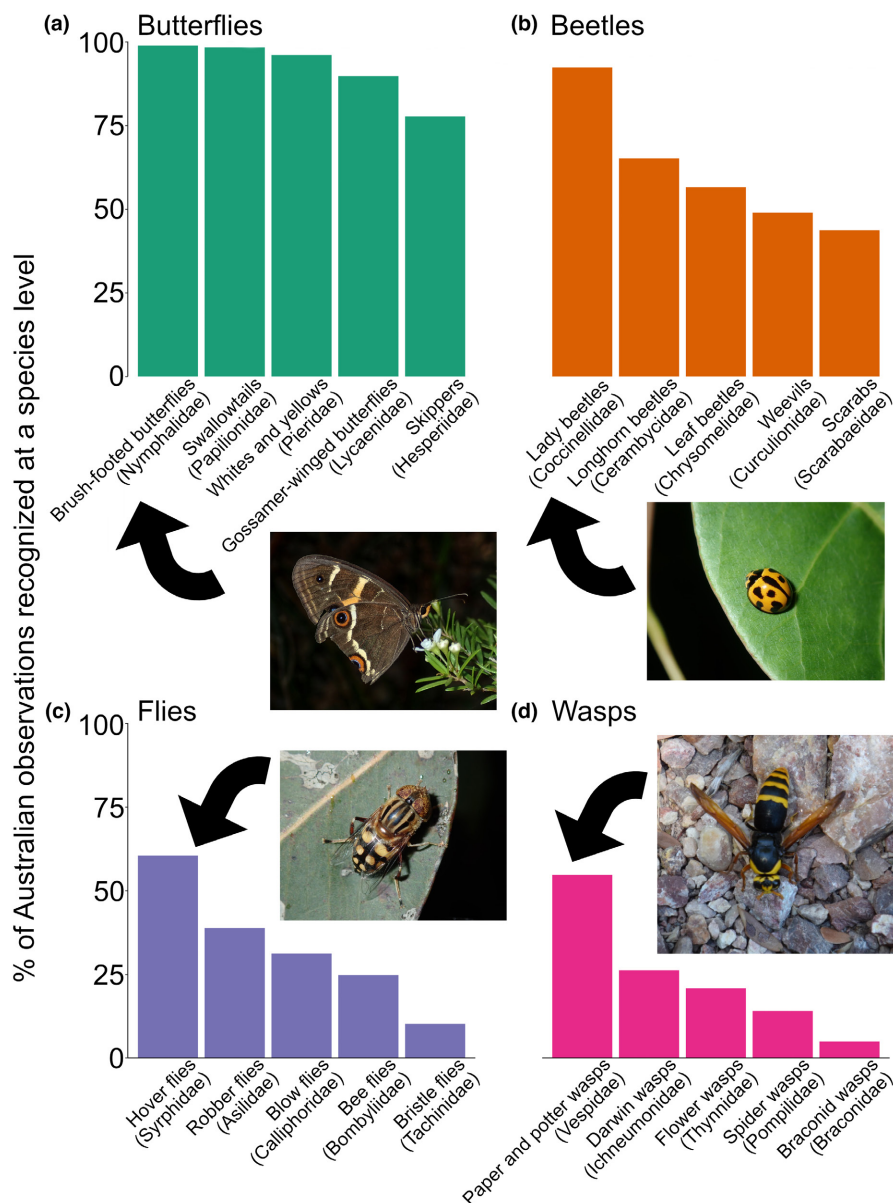 (a) Butterflies
100
75
50
25
0
Brush-footed butterflies
(Nymphalidae)
Swallowtails
(Papilionidae)
Whites and yellows
(Pieridae)
Gossamer-winged butterflies
(Lycaenidae)
Skippers
(Hesperiidae)
(b) Beetles
Lady beetles
(Coccinellidae)
Longhorn beetles
(Cerambycidae)
Leaf beetles
(Chrysomelidae)
Weevils
(Curculionidae)
Scarabs
(Scarabaeidae)
% of Australian observations recognized at a species level
(c) Flies
100
75
50
25
0
Hover flies
(Syrphidae)
Robber flies
(Asilidae)
Blow flies
(Calliphoridae)
Bee flies
(Bombyliidae)
Bristle flies
(Tachinidae)
(d) Wasps
Paper and potter wasps
(Vespidae)
Darwin wasps
(Ichneumonidae)
Flower wasps
(Thynnidae)
Spider wasps
(Pompilidae)
Braconid wasps
(Braconidae)